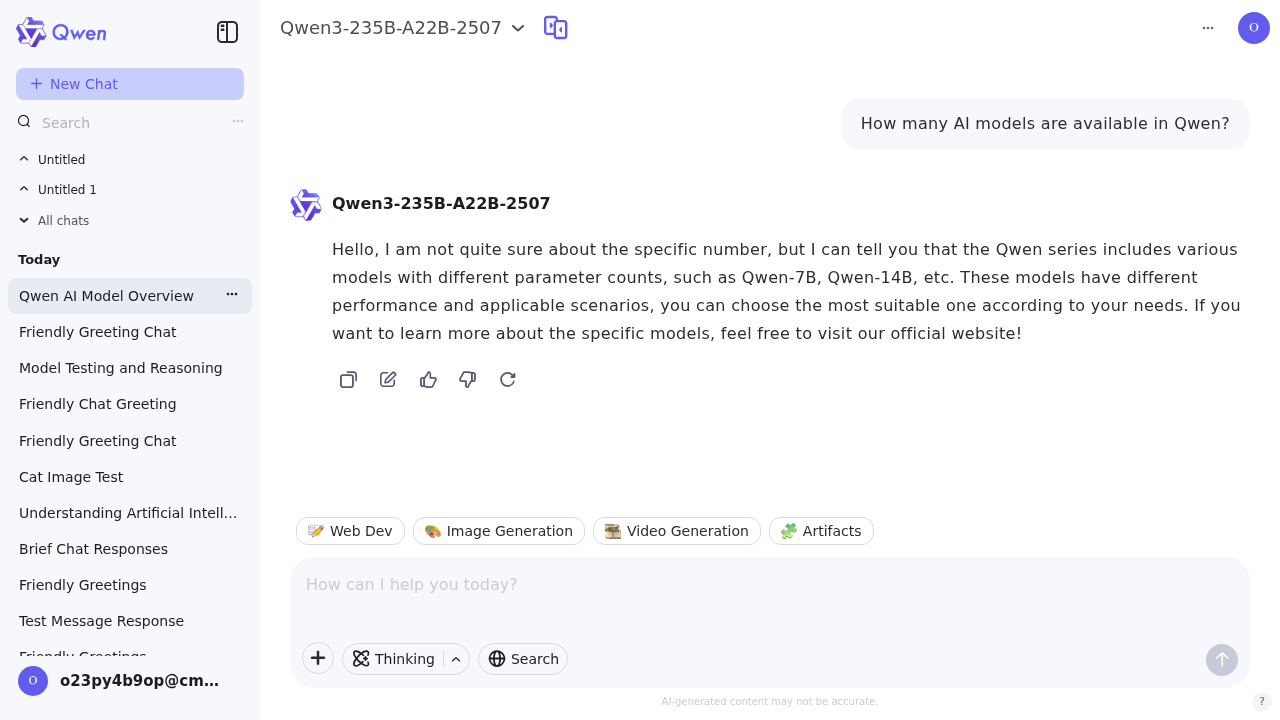 Qwen
New Chat
Search
Untitled
Untitled 1
All chats
Today
Qwen AI Model Overview
Friendly Greeting Chat
Model Testing and Reasoning
Friendly Chat Greeting
Friendly Greeting Chat
Cat Image Test
Understanding Artificial Intell...
Brief Chat Responses
Friendly Greetings
Test Message Response
Friendly Greetings
O
o23py4b9op@cm...
Qwen3-235B-A22B-2507
O
How many AI models are available in Qwen?
Qwen3-235B-A22B-2507
Hello, I am not quite sure about the specific number, but I can tell you that the Qwen series includes various
models with different parameter counts, such as Qwen-7B, Qwen-14B, etc. These models have different
performance and applicable scenarios, you can choose the most suitable one according to your needs. If you
want to learn more about the specific models, feel free to visit our official website!
Web Dev
Image Generation
Video Generation
Artifacts
How can I help you today?
Thinking
Search
AI-generated content may not be accurate.
?